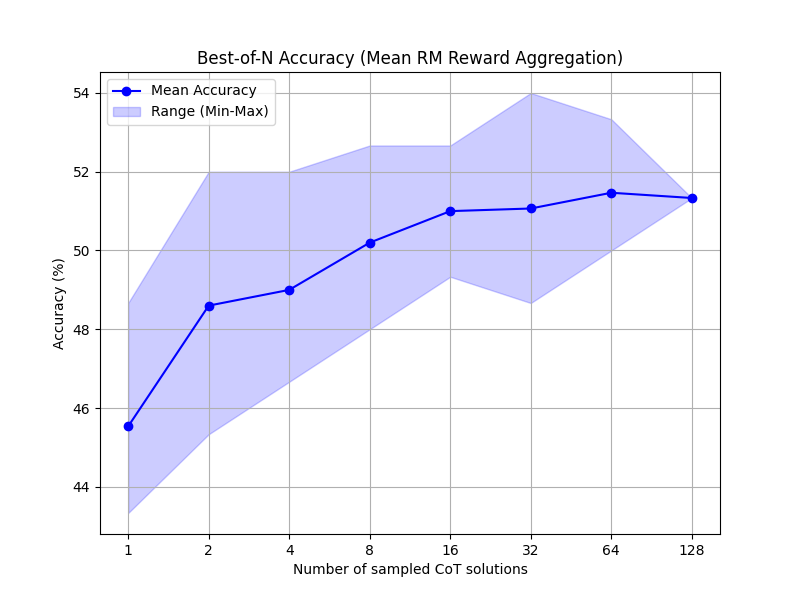 Best-of-N Accuracy (Mean RM Reward Aggregation)
Mean Accuracy
Range (Min-Max)
54
52
50
48
46
44
Accuracy (%)
1 2 4 8 16 32 64 128
Number of sampled CoT solutions